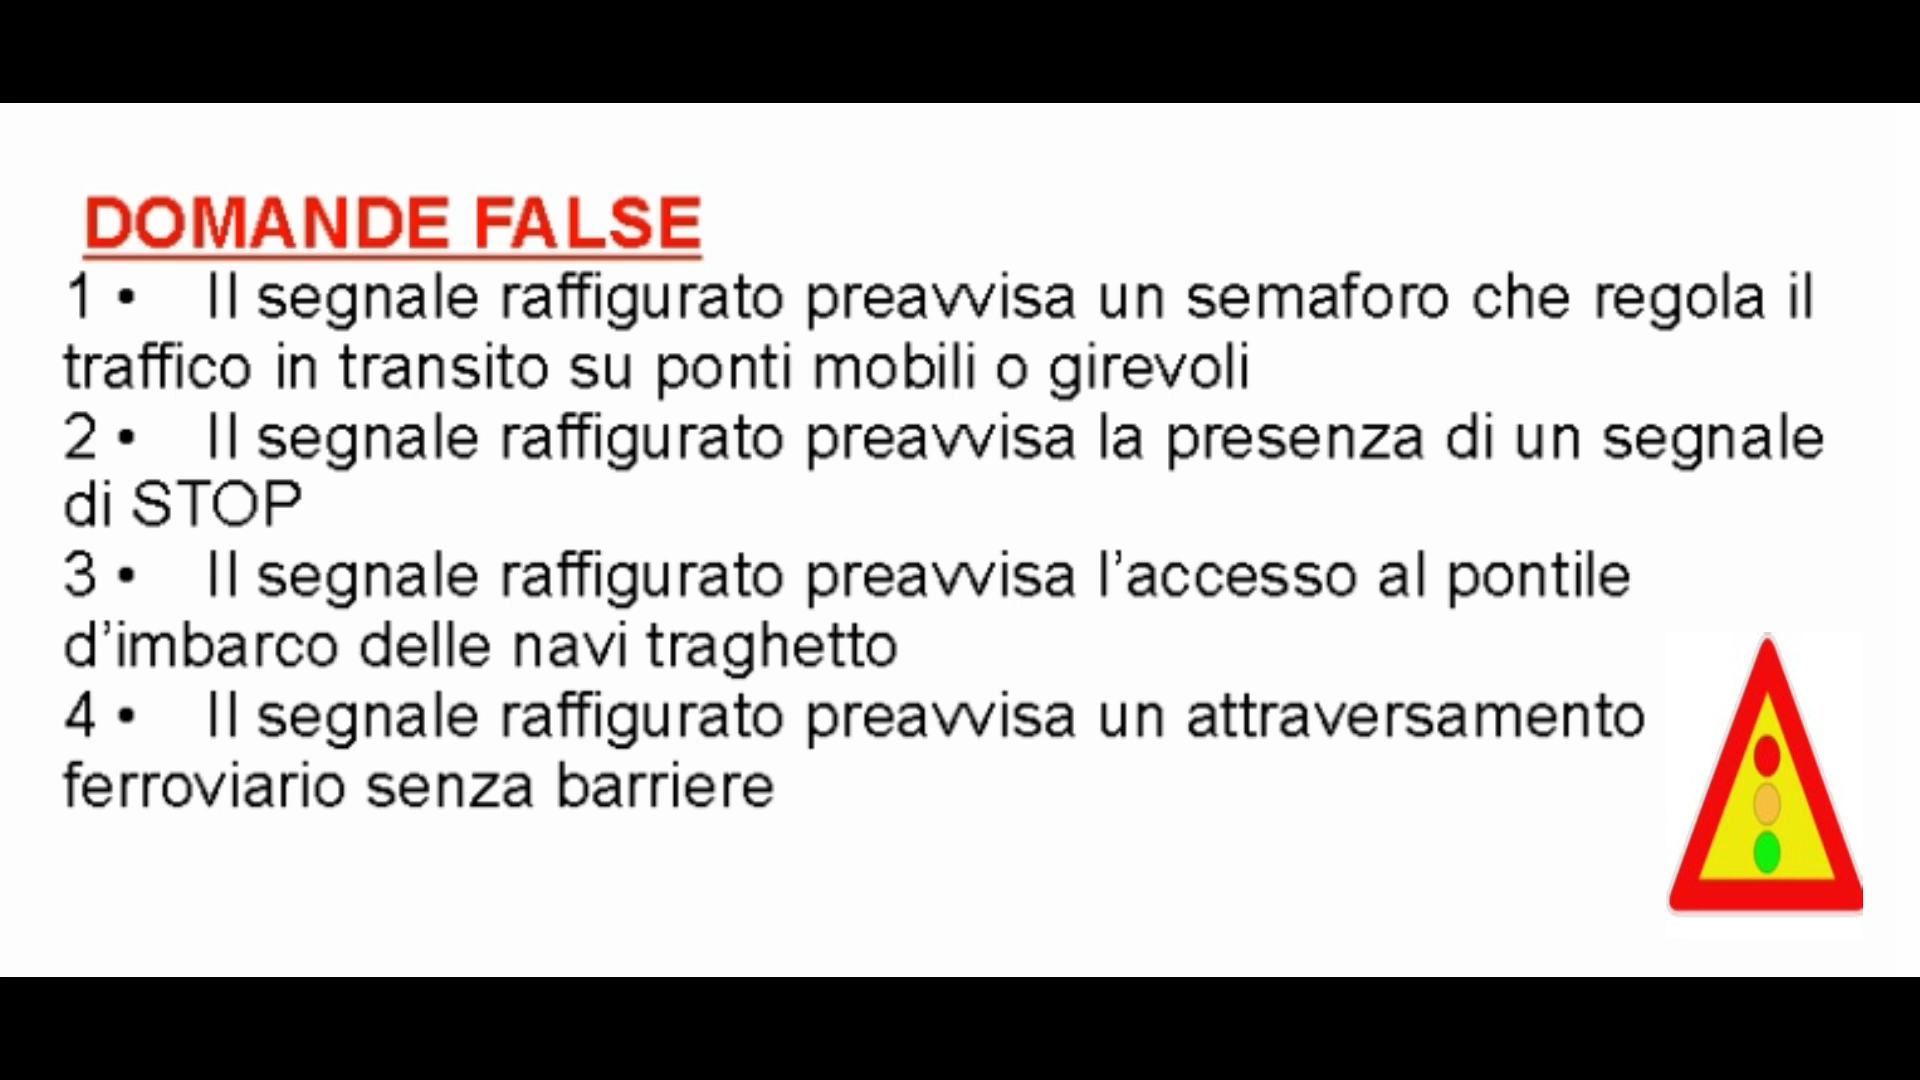 DOMANDE FALSE
1 • Il segnale raffigurato preavvisa un semaforo che regola il
traffico in transito su ponti mobili o girevoli
2 • Il segnale raffigurato preavvisa la presenza di un segnale
di STOP
3 • Il segnale raffigurato preavvisa l’accesso al pontile
d’imbarco delle navi traghetto
4 • Il segnale raffigurato preavvisa un attraversamento
ferroviario senza barriere